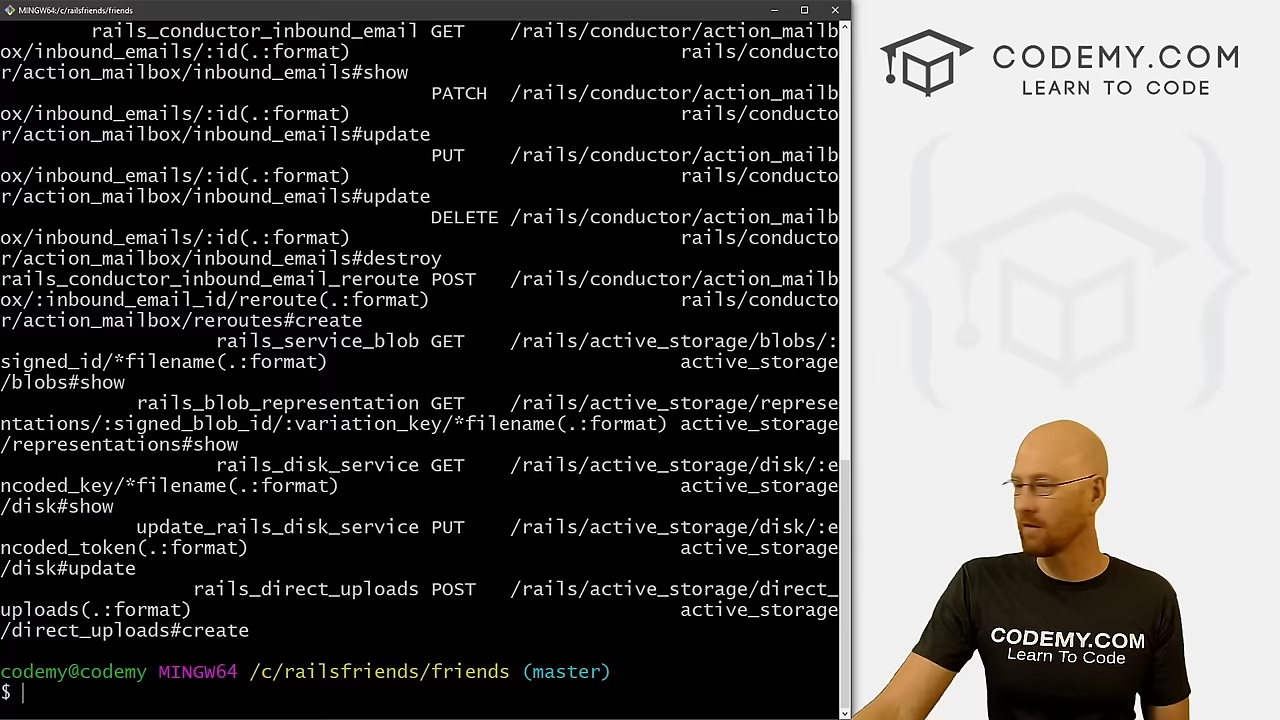 MINGW64:/c/railsfriends/friends
rails_conductor_inbound_email GET /rails/conductor/action_mailb
ox/inbound_emails/:id(.:format) rails/conducto
r/action_mailbox/inbound_emails#show
PATCH /rails/conductor/action_mailb
ox/inbound_emails/:id(.:format) rails/conducto
r/action_mailbox/inbound_emails#update
PUT /rails/conductor/action_mailb
ox/inbound_emails/:id(.:format) rails/conducto
r/action_mailbox/inbound_emails#update
DELETE /rails/conductor/action_mailb
ox/inbound_emails/:id(.:format) rails/conducto
r/action_mailbox/inbound_emails#destroy
rails_conductor_inbound_email_reroute POST /rails/conductor/action_mailb
ox/:inbound_email_id/reroute(.:format) rails/conducto
r/action_mailbox/reroutes#create
rails_service_blob GET /rails/active_storage/blobs/:
signed_id/*filename(.:format) active_storage
/blobs#show
rails_blob_representation GET /rails/active_storage/represe
ntations/:signed_blob_id/:variation_key/*filename(.:format) active_storage
/representations#show
rails_disk_service GET /rails/active_storage/disk/:e
ncoded_key/*filename(.:format) active_storage
/disk#show
update_rails_disk_service PUT /rails/active_storage/disk/:e
ncoded_token(.:format) active_storage
/disk#update
rails_direct_uploads POST /rails/active_storage/direct_
uploads(.:format) active_storage
/direct_uploads#create
codemy@codemy MINGW64 /c/railsfriends/friends (master)
$
CODEMY.COM
LEARN TO CODE
CODEMY.COM
Learn To Code